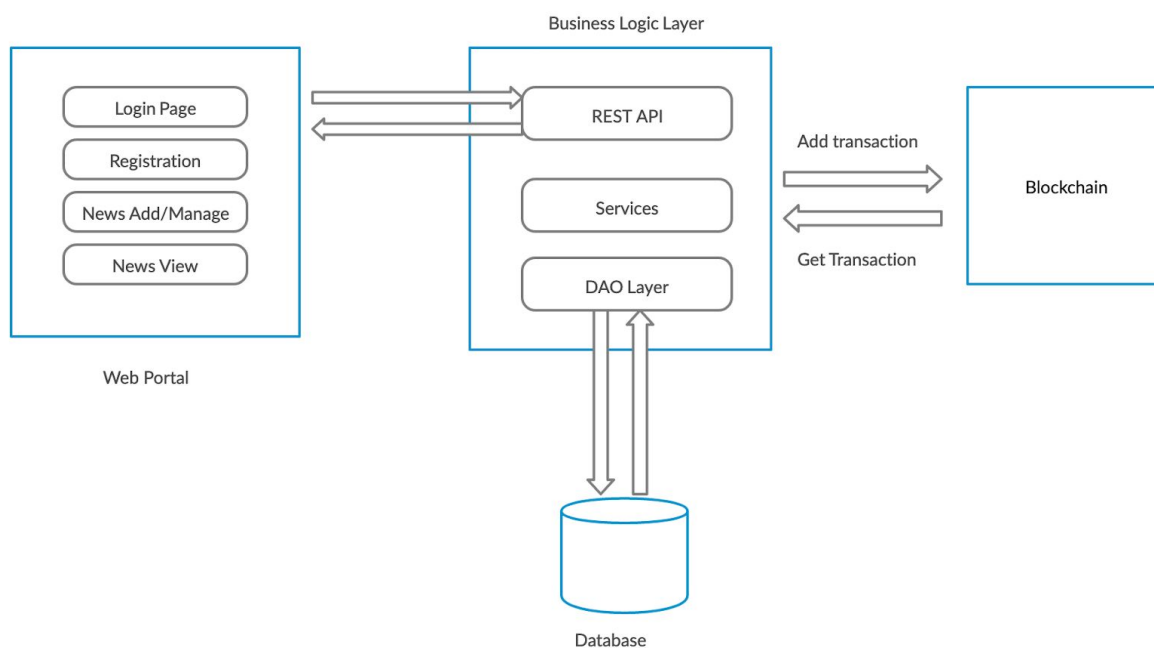 Business Logic Layer
Login Page
Registration
News Add/Manage
News View
Web Portal
REST API
Services
DAO Layer
Add transaction
Get Transaction
Blockchain
Database